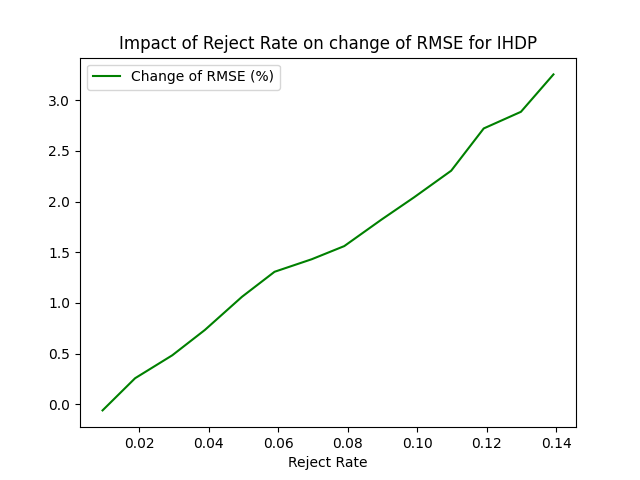 Impact of Reject Rate on change of RMSE for IHDP
Change of RMSE (%)
3.0
2.5
2.0
1.5
1.0
0.5
0.0
0.02 0.04 0.06 0.08 0.10 0.12 0.14
Reject Rate